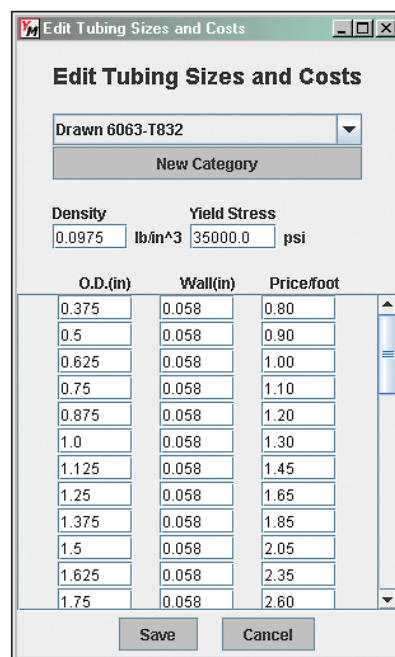 YM Edit Tubing Sizes and Costs
Edit Tubing Sizes and Costs
Drawn 6063-T832
New Category
Density Yield Stress
0.0975 lb/in^3 35000.0 psi
O.D.(in) Wall(in) Price/foot
0.375 0.058 0.80
0.5 0.058 0.90
0.625 0.058 1.00
0.75 0.058 1.10
0.875 0.058 1.20
1.0 0.058 1.30
1.125 0.058 1.45
1.25 0.058 1.65
1.375 0.058 1.85
1.5 0.058 2.05
1.625 0.058 2.35
1.75 0.058 2.60
Save Cancel